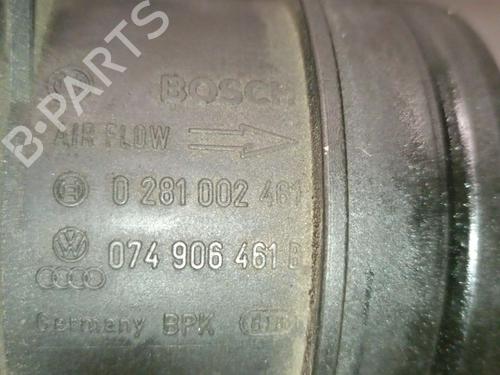 B-PARTS
BOSCH
AIR FLOW
0 281 002 461
074 906 461 B
Germany BPK